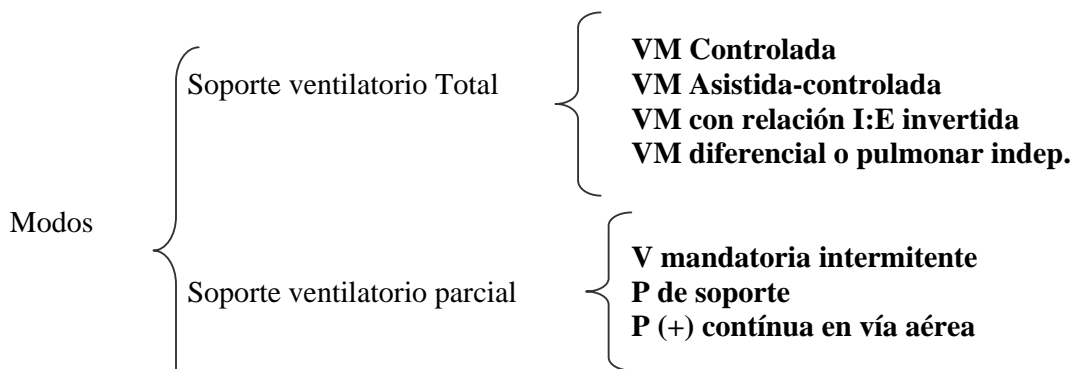 Modos
Soporte ventilatorio Total
VM Controlada
VM Asistida-controlada
VM con relación I:E invertida
VM diferencial o pulmonar indep.
Soporte ventilatorio parcial
V mandatoria intermitente
P de soporte
P (+) contínua en vía aérea